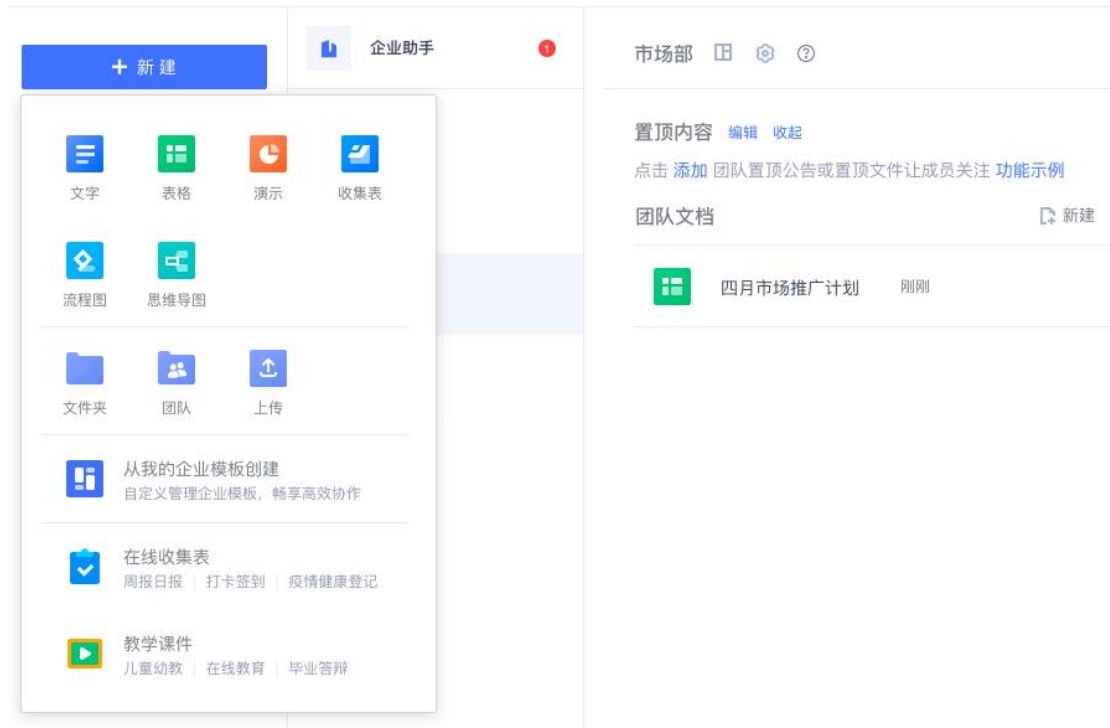 + 新建
文字 表格 演示 收集表
流程图 思维导图
文件夹 团队 上传
从我的企业模板创建
自定义管理企业模板，畅享高效协作
在线收集表
周报日报 | 打卡签到 | 疫情健康登记
教学课件
儿童幼教 | 在线教育 | 毕业答辩
企业助手 1
市场部
置顶内容 编辑 收起
点击 添加 团队置顶公告或置顶文件让成员关注 功能示例
团队文档 新建
四月市场推广计划 刚刚